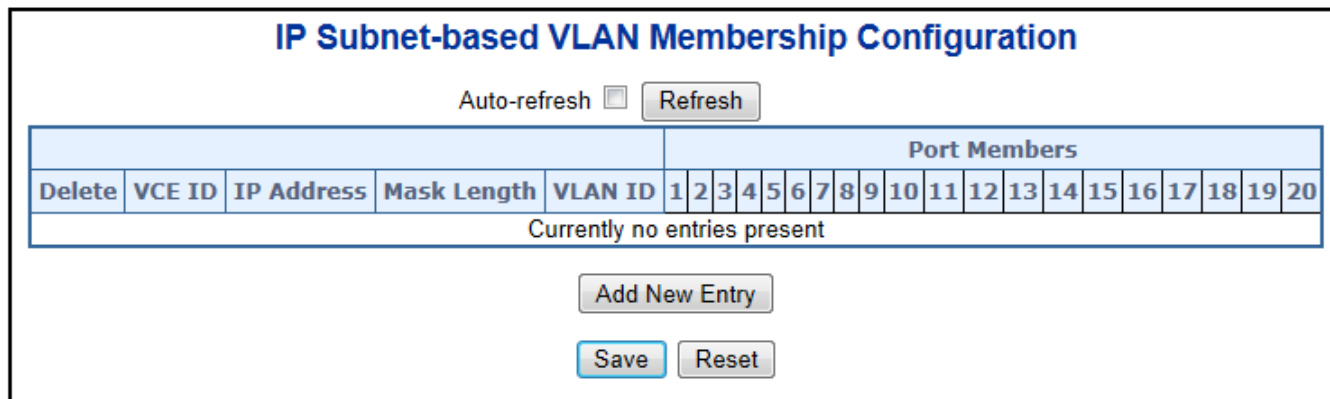 IP Subnet-based VLAN Membership Configuration
Auto-refresh Refresh
Port Members
Delete VCE ID IP Address Mask Length VLAN ID 1 2 3 4 5 6 7 8 9 10 11 12 13 14 15 16 17 18 19 20
Currently no entries present
Add New Entry
Save Reset